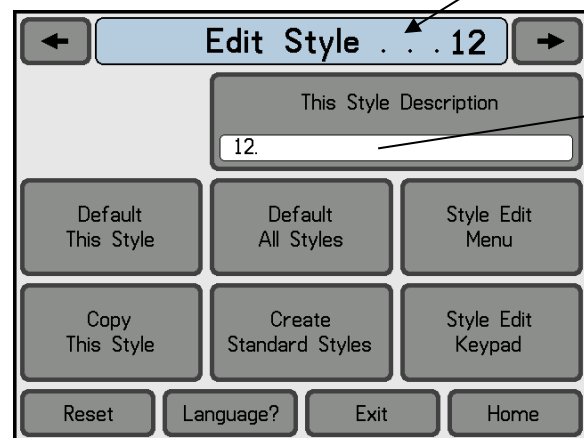 Edit Style . . . 12
This Style Description
12.
Default
This Style
Default
All Styles
Style Edit
Menu
Copy
This Style
Create
Standard Styles
Style Edit
Keypad
Reset
Language?
Exit
Home